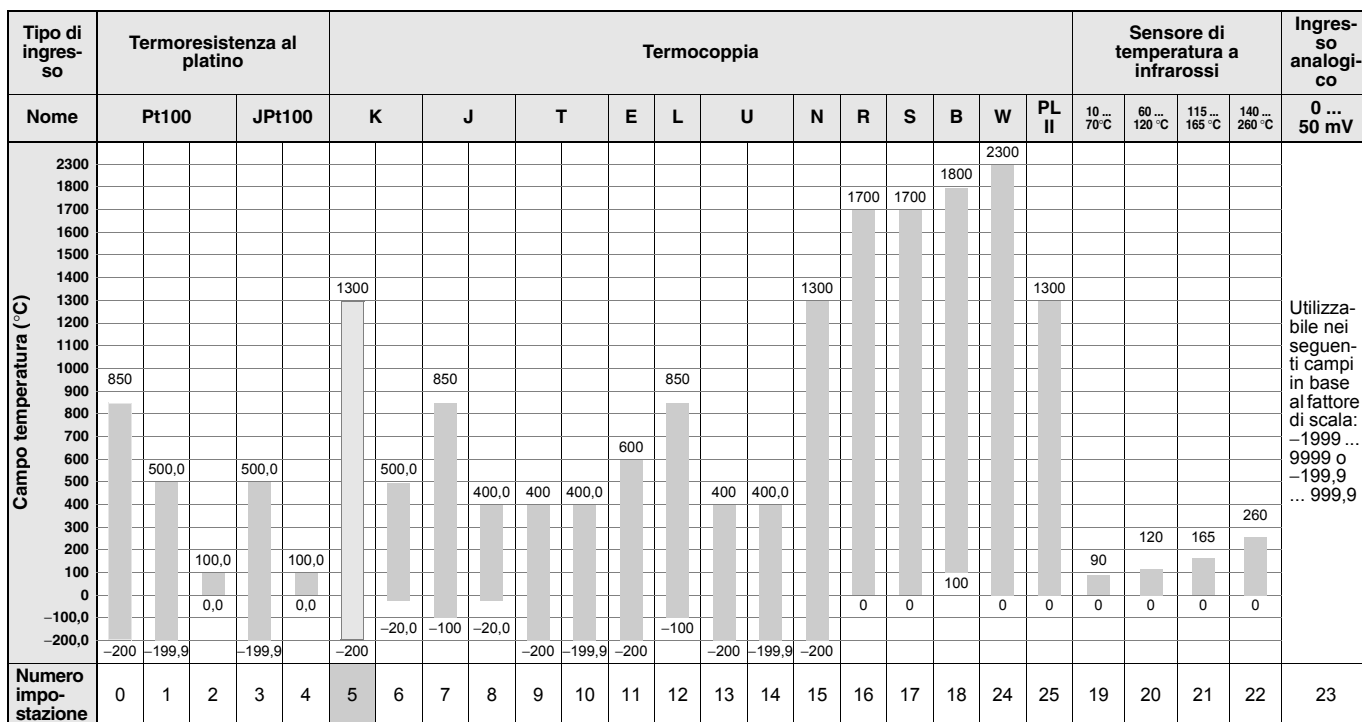 Tipo di
ingres-
so
Termoresistenza al
platino
Termocoppia
Sensore di
temperatura a
infrarossi
Ingres-
so
analogi-
co
Nome
Pt100 JPt100 K J T E L U N R S B W PL
II
10 ...
70°C
60 ...
120 °C
115 ...
165 °C
140 ...
260 °C
0 ...
50 mV
Campo temperatura (°C)
2300
1800
1700
1600
1500
1400
1300
1200
1100
1000
900
800
700
600
500
400
300
200
100
0
−100,0
−200,0
850
−200
500,0
−199,9
100,0
0,0
500,0
−199,9
100,0
0,0
1300
−200
500,0
−20,0
850
−100
400,0
−20,0
400
−200
400,0
−199,9
600
−200
850
−100
400
−200
400,0
−199,9
1300
−200
1700
0
1700
0
1800
100
2300
0
1300
0
90
0
120
0
165
0
260
0
Utilizza-
bile nei
seguen-
ti campi
in base
al fattore
di scala:
−1999 ...
9999 o
−199,9
... 999,9
Numero
impo-
stazione
0 1 2 3 4 5 6 7 8 9 10 11 12 13 14 15 16 17 18 24 25 19 20 21 22 23